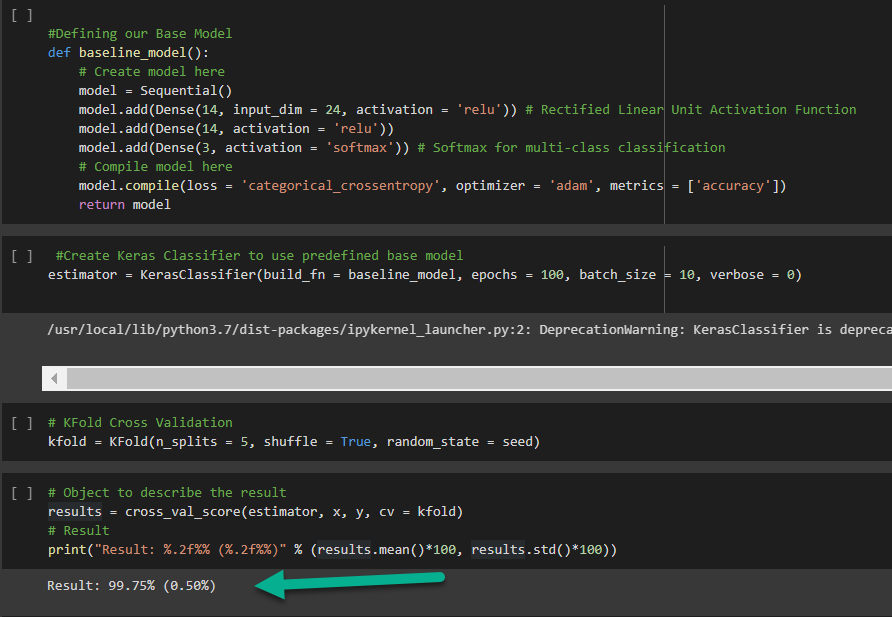 [ ]
#Defining our Base Model
def baseline_model():
    # Create model here
    model = Sequential()
    model.add(Dense(14, input_dim = 24, activation = 'relu')) # Rectified Linear Unit Activation Function
    model.add(Dense(14, activation = 'relu'))
    model.add(Dense(3, activation = 'softmax')) # Softmax for multi-class classification
    # Compile model here
    model.compile(loss = 'categorical_crossentropy', optimizer = 'adam', metrics = ['accuracy'])
    return model
[ ]  #Create Keras Classifier to use predefined base model
estimator = KerasClassifier(build_fn = baseline_model, epochs = 100, batch_size = 10, verbose = 0)
/usr/local/lib/python3.7/dist-packages/ipykernel_launcher.py:2: DeprecationWarning: KerasClassifier is depreca
[ ] # KFold Cross Validation
kfold = KFold(n_splits = 5, shuffle = True, random_state = seed)
[ ] # Object to describe the result
results = cross_val_score(estimator, x, y, cv = kfold)
# Result
print("Result: %.2f%% (%.2f%%)" % (results.mean()*100, results.std()*100))
Result: 99.75% (0.50%)